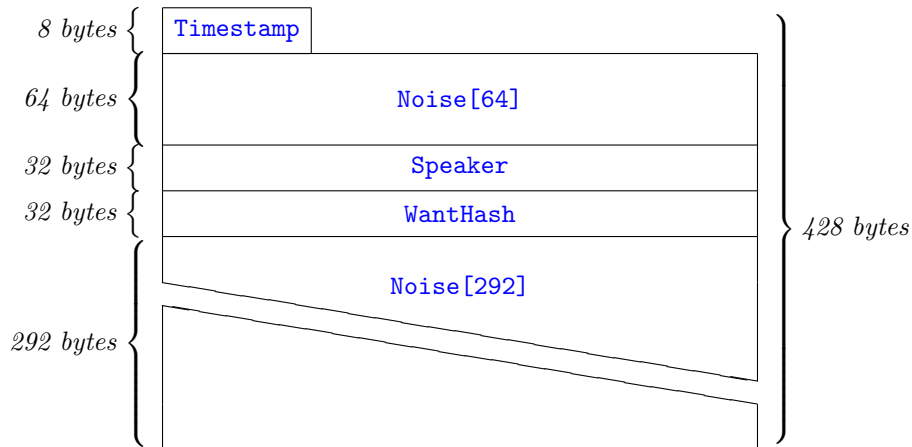 8 bytes Timestamp
64 bytes Noise[64]
32 bytes Speaker
32 bytes WantHash
428 bytes
Noise[292]
292 bytes